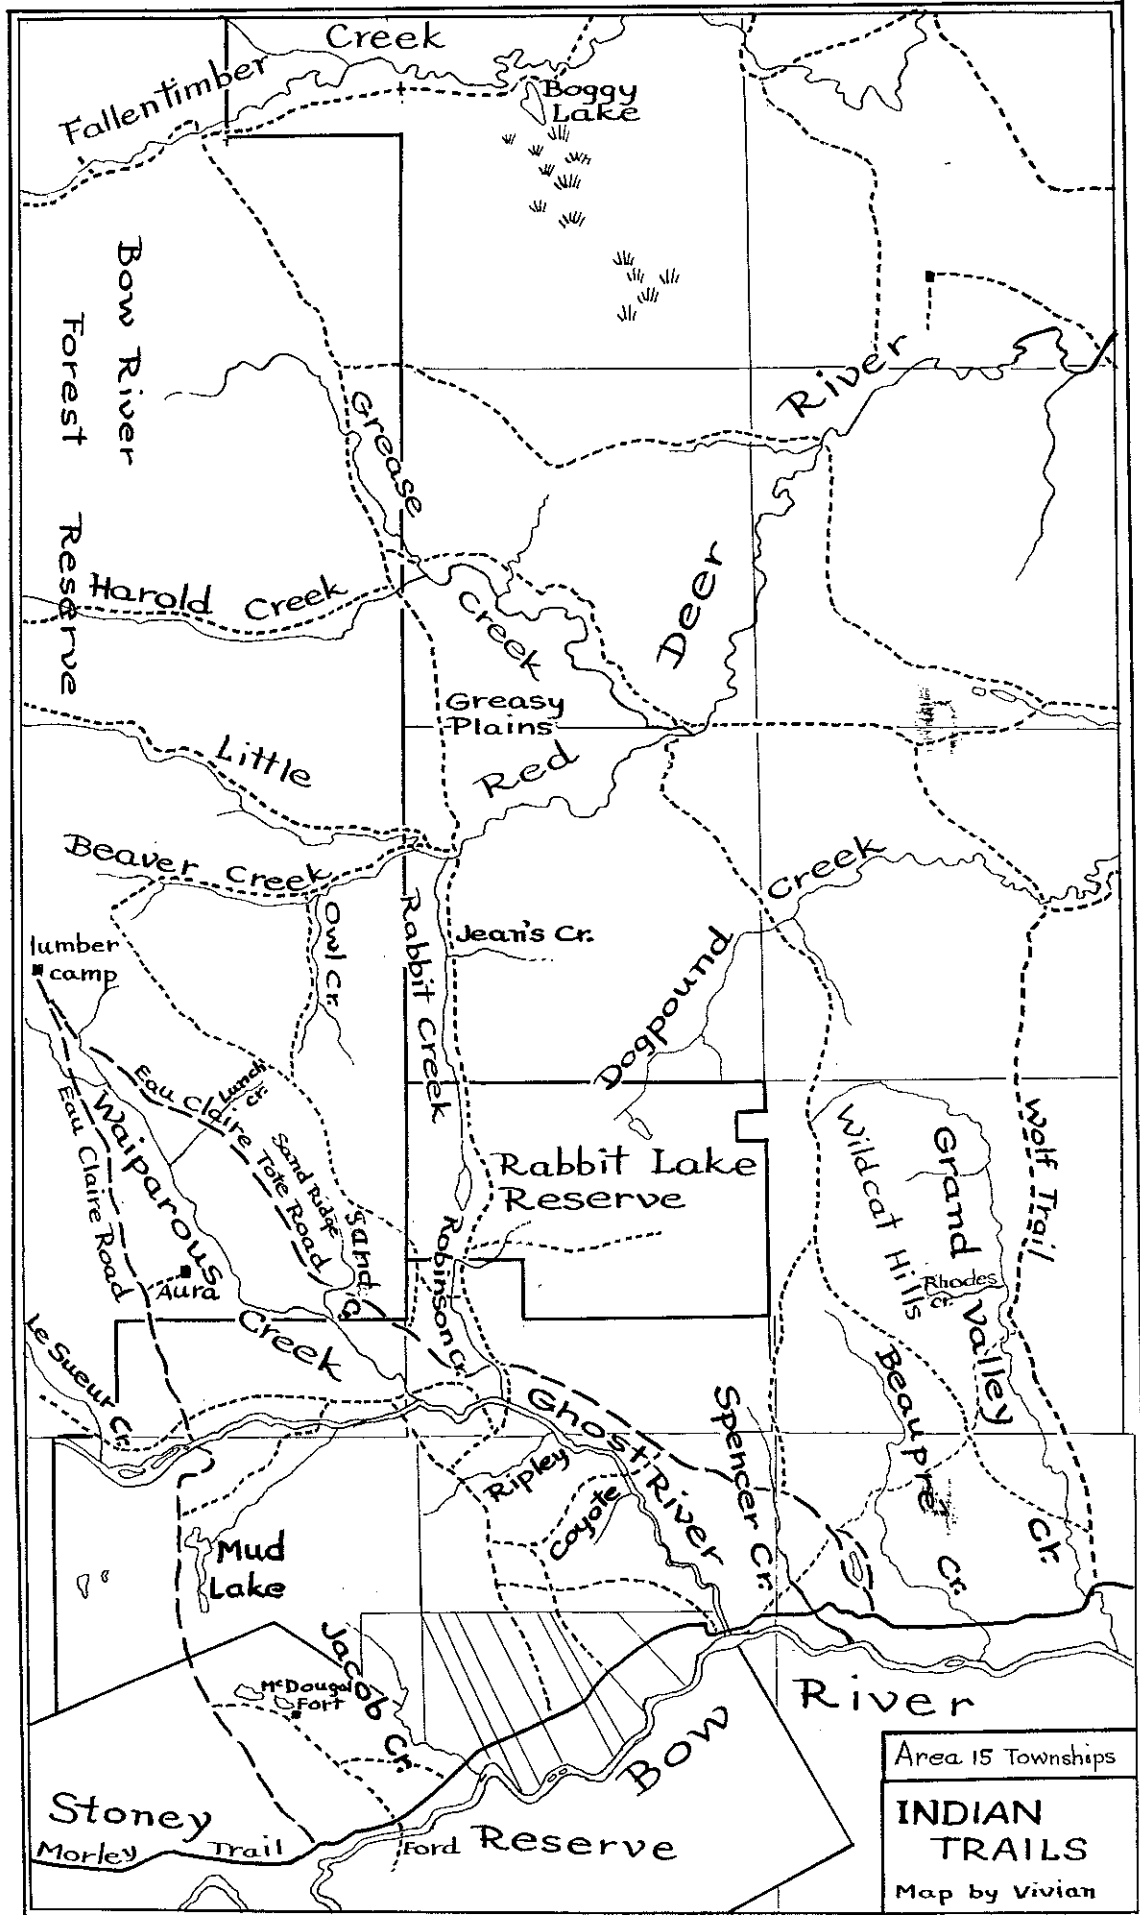 Fallentimber Creek
Boggy
Lake
Bow River
Forest Reserve
River
Grease
Creek
Deer
Harold Creek
Greasy
Plains
Red
Little
Beaver Creek
Creek
Owl Cr.
Rabbit Creek
Jean's Cr.
lumber
camp
Dogpound
Eau Claire Tote Road
Lunch
Cr.
Eau Claire Road
Waiparous
Creek
Sand Ridge
Sand
Cr.
Wolf Trail
Grand
Valley
Cr.
Wildcat Hills
Rabbit Lake
Reserve
Robinson Cr.
Aura
Rhodes
Cr.
Le Sueur Cr.
Beaupre
Cr.
Spencer Cr.
Ghost
River
Ripley
Coyote
Mud
Lake
Jacob Cr.
McDougal
Fort
River
Bow
Area 15 Townships
INDIAN
TRAILS
Map by Vivian
Stoney
Reserve
Morley Trail
Ford